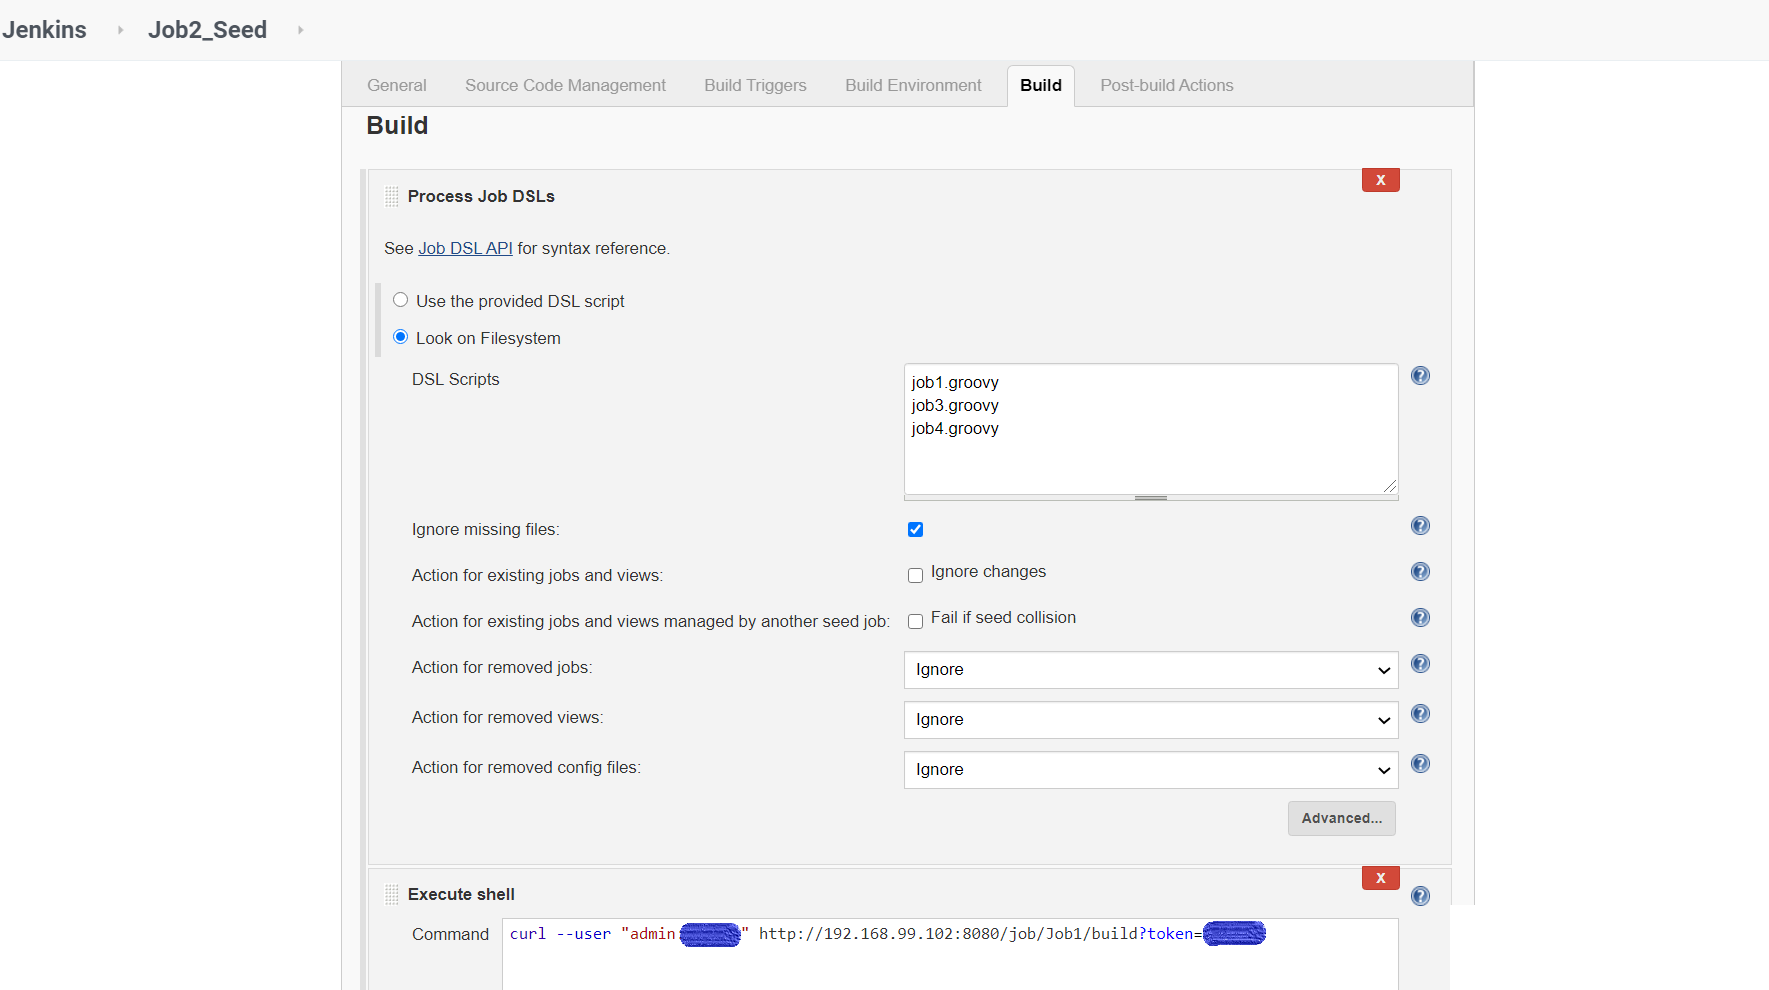 Jenkins Job2_Seed
General Source Code Management Build Triggers Build Environment Build Post-build Actions
Build
X
Process Job DSLs
See Job DSL API for syntax reference.
Use the provided DSL script
Look on Filesystem
DSL Scripts
job1.groovy
job3.groovy
job4.groovy
Ignore missing files:
Action for existing jobs and views: Ignore changes
Action for existing jobs and views managed by another seed job: Fail if seed collision
Action for removed jobs: Ignore
Action for removed views: Ignore
Action for removed config files: Ignore
Advanced...
X
Execute shell
Command curl --user "admin " http://192.168.99.102:8080/job/Job1/build?token=